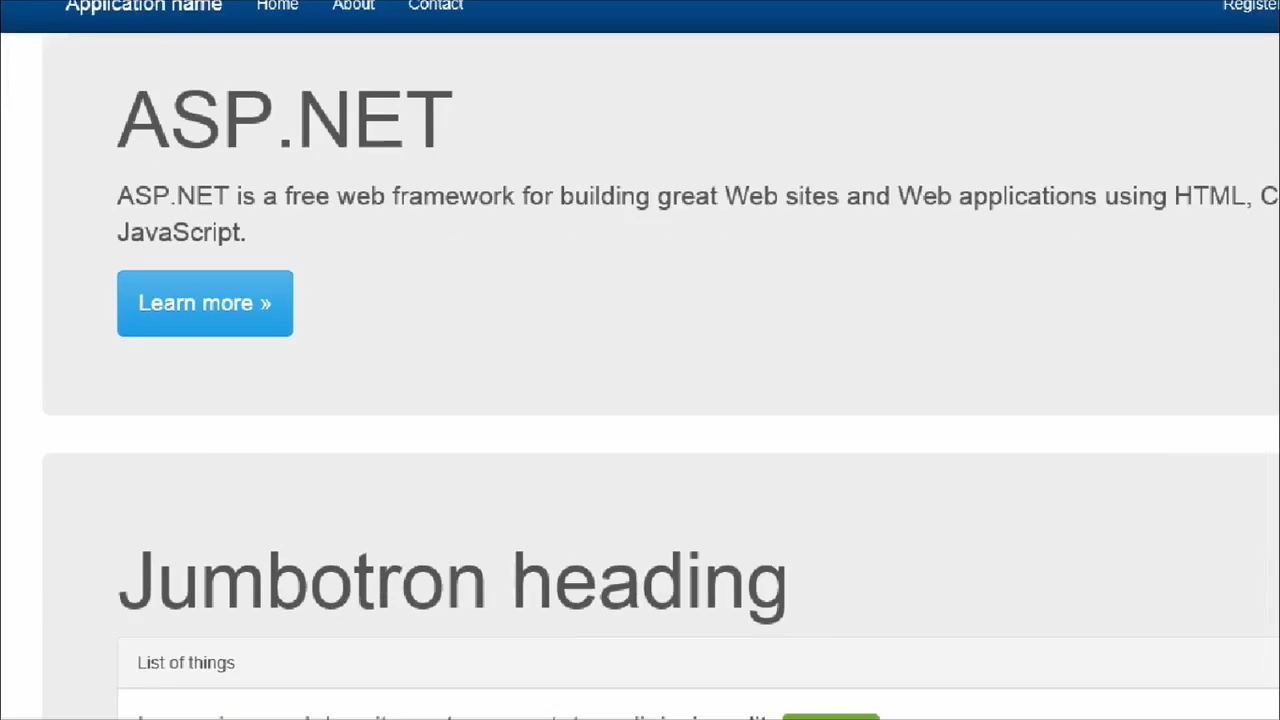 Application name Home About Contact
ASP.NET
ASP.NET is a free web framework for building great Web sites and Web applications using HTML, C
JavaScript.
Learn more »
Jumbotron heading
List of things